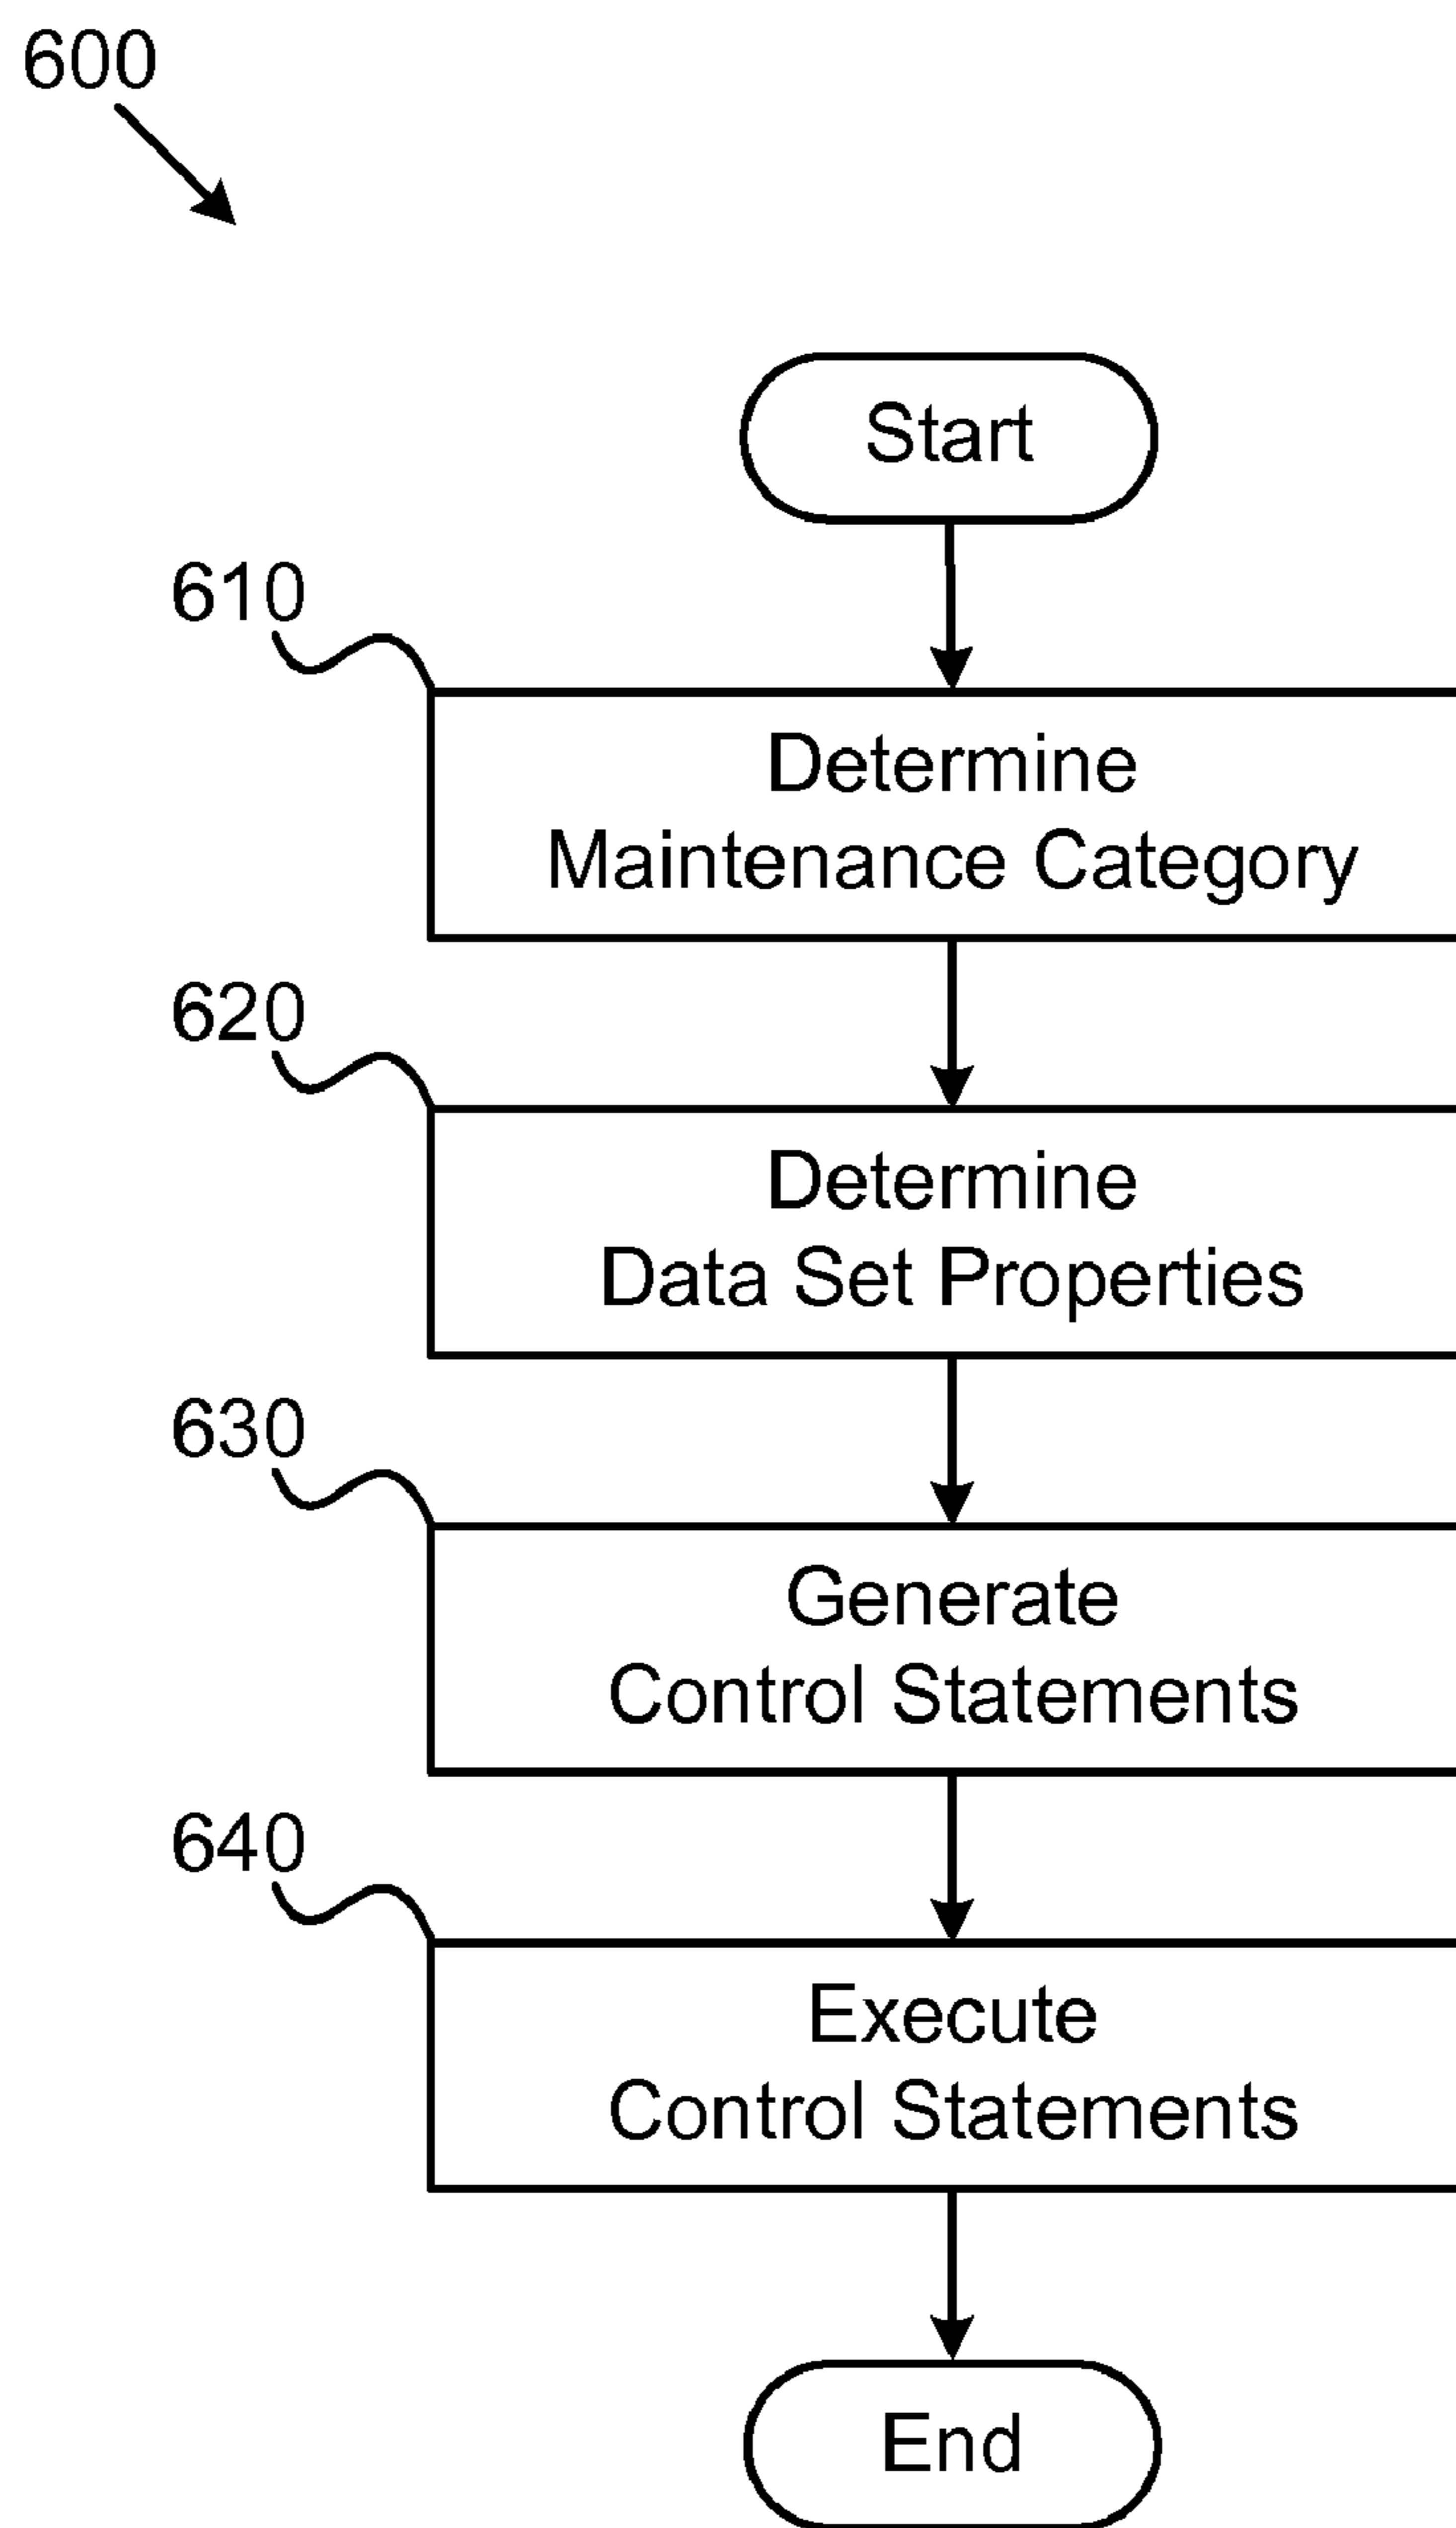 600
Start
610
Determine
Maintenance Category
620
Determine
Data Set Properties
630
Generate
Control Statements
640
Execute
Control Statements
End